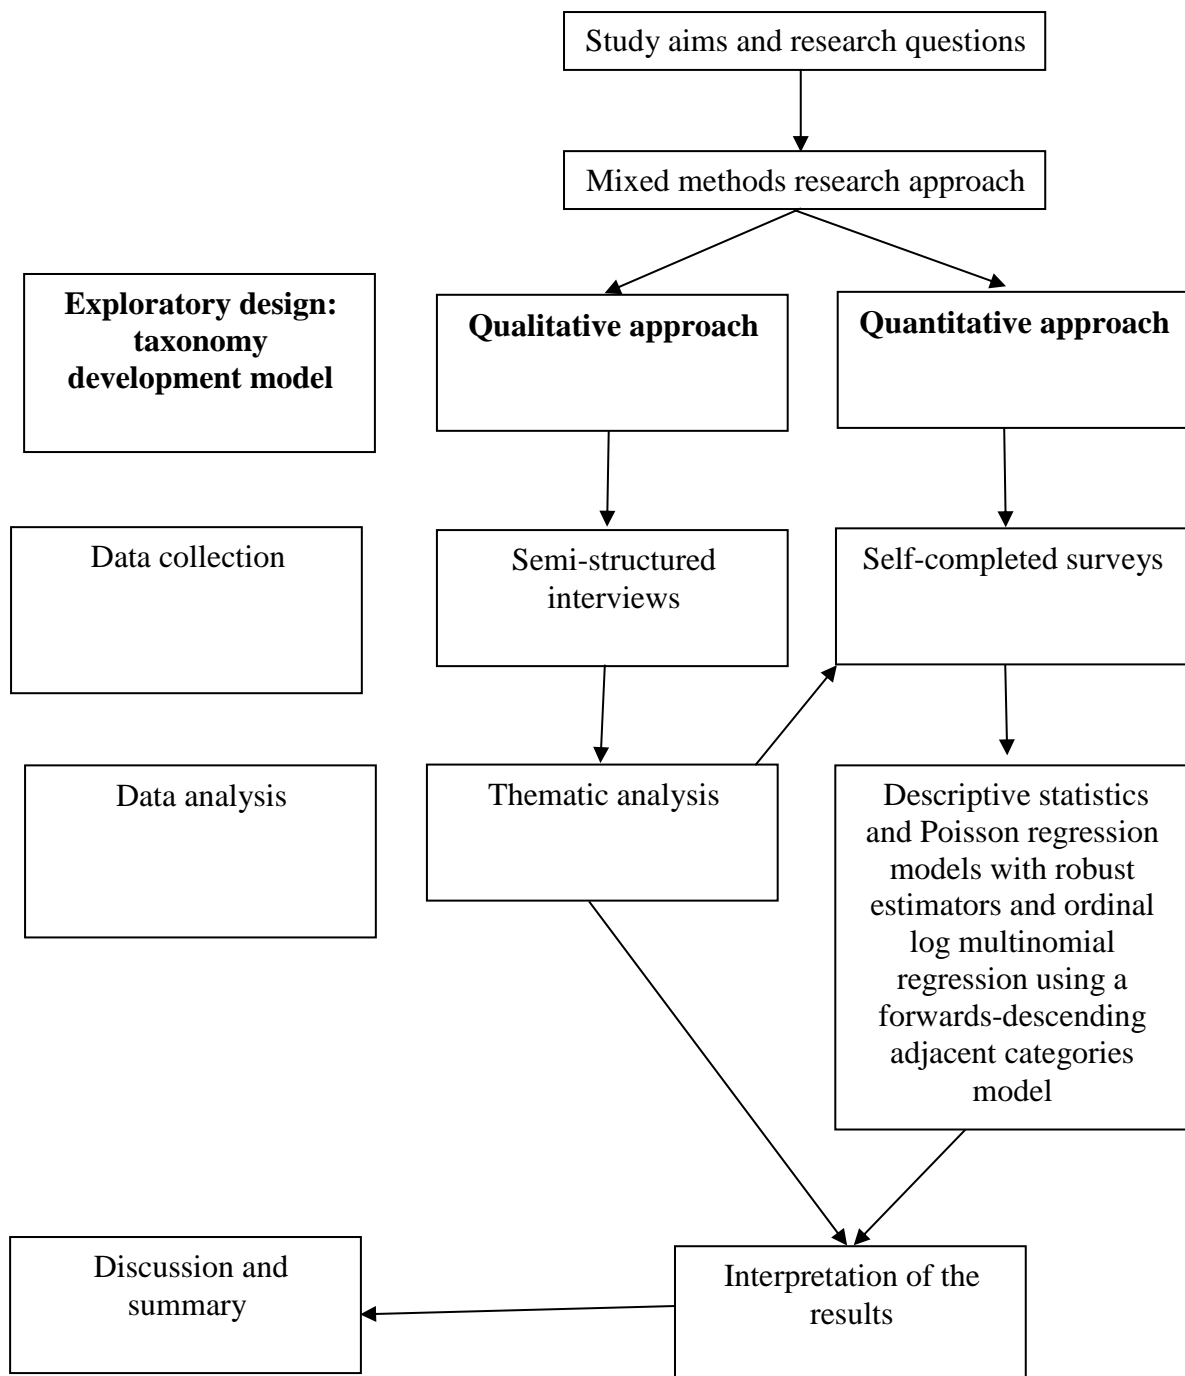 Study aims and research questions
Mixed methods research approach
Exploratory design:
taxonomy
development model
Qualitative approach
Quantitative approach
Data collection
Semi-structured
interviews
Self-completed surveys
Data analysis
Thematic analysis
Descriptive statistics
and Poisson regression
models with robust
estimators and ordinal
log multinomial
regression using a
forwards-descending
adjacent categories
model
Discussion and
summary
Interpretation of the
results